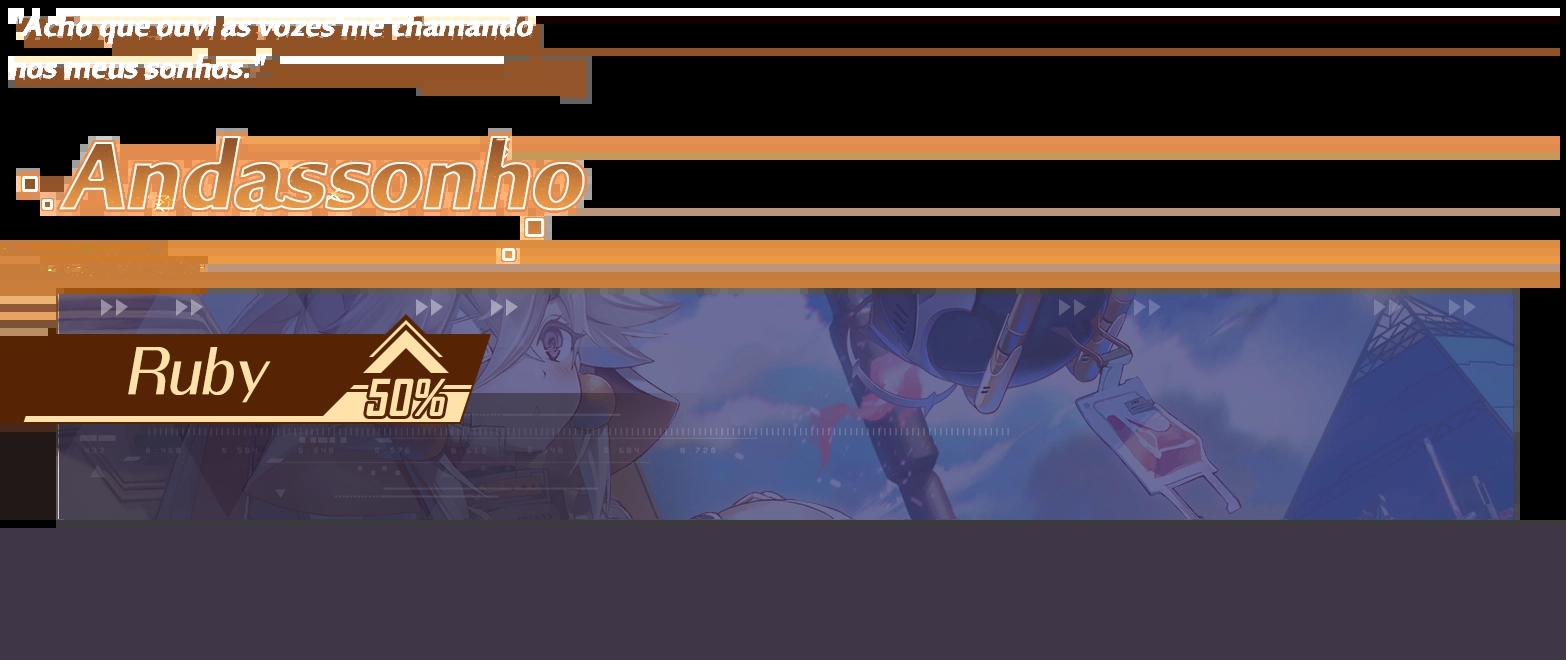 "Acho que ouvi as vozes me chamando
nos meus sonhos."
Andassonho
Ruby
50%